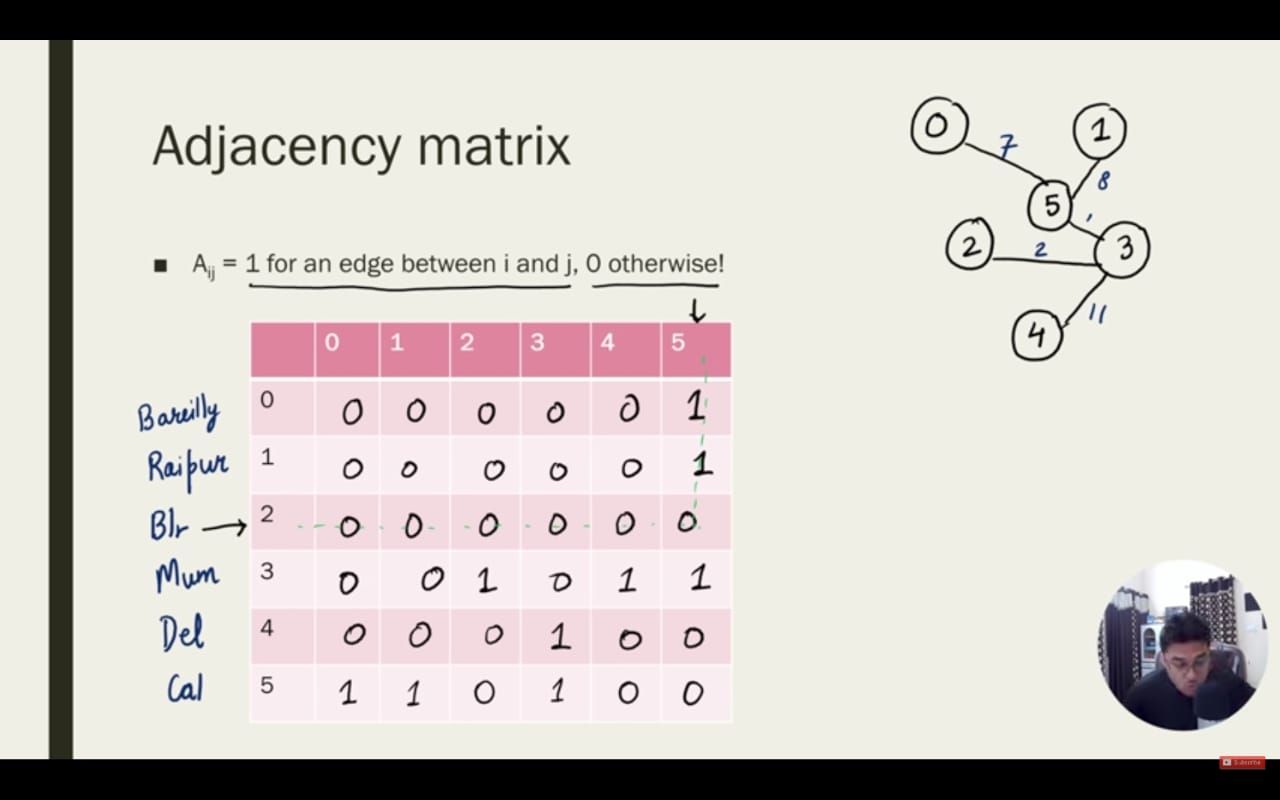 Adjacency matrix
■ Aij = 1 for an edge between i and j, 0 otherwise!
0 1 2 3 4 5
Bareilly 0 0 0 0 0 0 1
Raipur 1 0 0 0 0 0 1
Blr → 2 0 0 0 0 0 0
Mum 3 0 0 1 0 1 1
Del 4 0 0 0 1 0 0
Cal 5 1 1 0 1 0 0
0 7 1
8
5
2 2 3
11
4
Subscribe